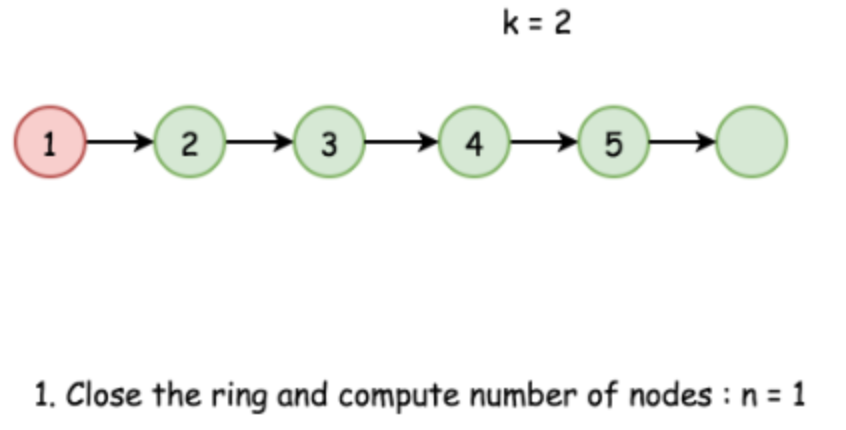 k = 2
1 2 3 4 5
1. Close the ring and compute number of nodes : n = 1